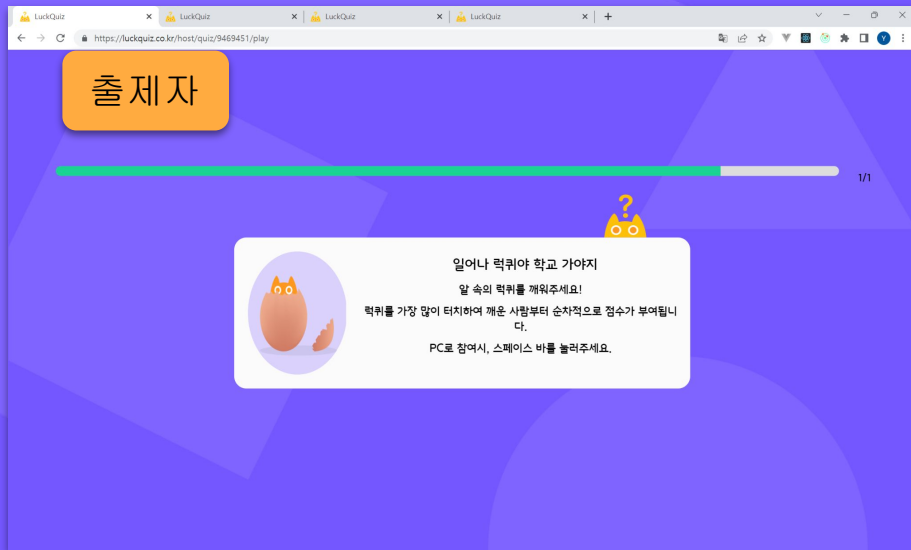 LuckQuiz LuckQuiz LuckQuiz LuckQuiz
https://luckquiz.co.kr/host/quiz/9469451/play
출제자
1/1
?
일어나 럭퀴야 학교 가야지
알 속의 럭퀴를 깨워주세요!
럭퀴를 가장 많이 터치하여 깨운 사람부터 순차적으로 점수가 부여됩니
다.
PC로 참여시, 스페이스 바를 눌러주세요.